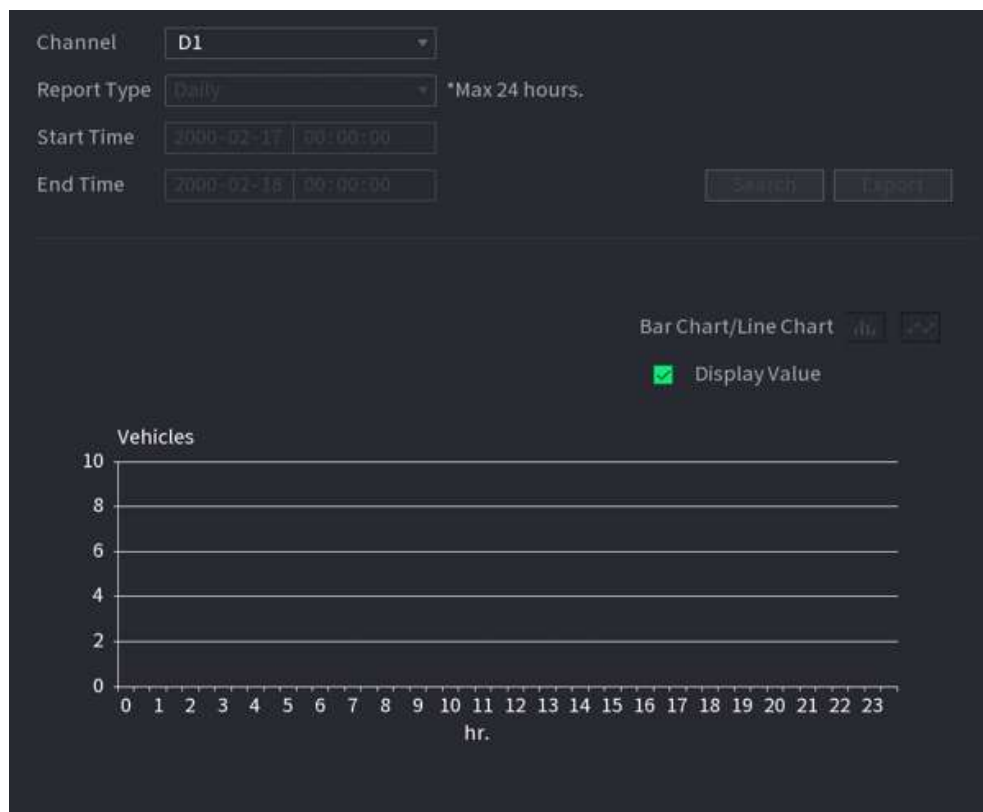 Channel D1
Report Type Daily *Max 24 hours.
Start Time 2000-02-17 00:00:00
End Time 2000-02-18 00:00:00 Search Export
Bar Chart/Line Chart
Display Value
Vehicles
10
8
6
4
2
0
0 1 2 3 4 5 6 7 8 9 10 11 12 13 14 15 16 17 18 19 20 21 22 23
hr.